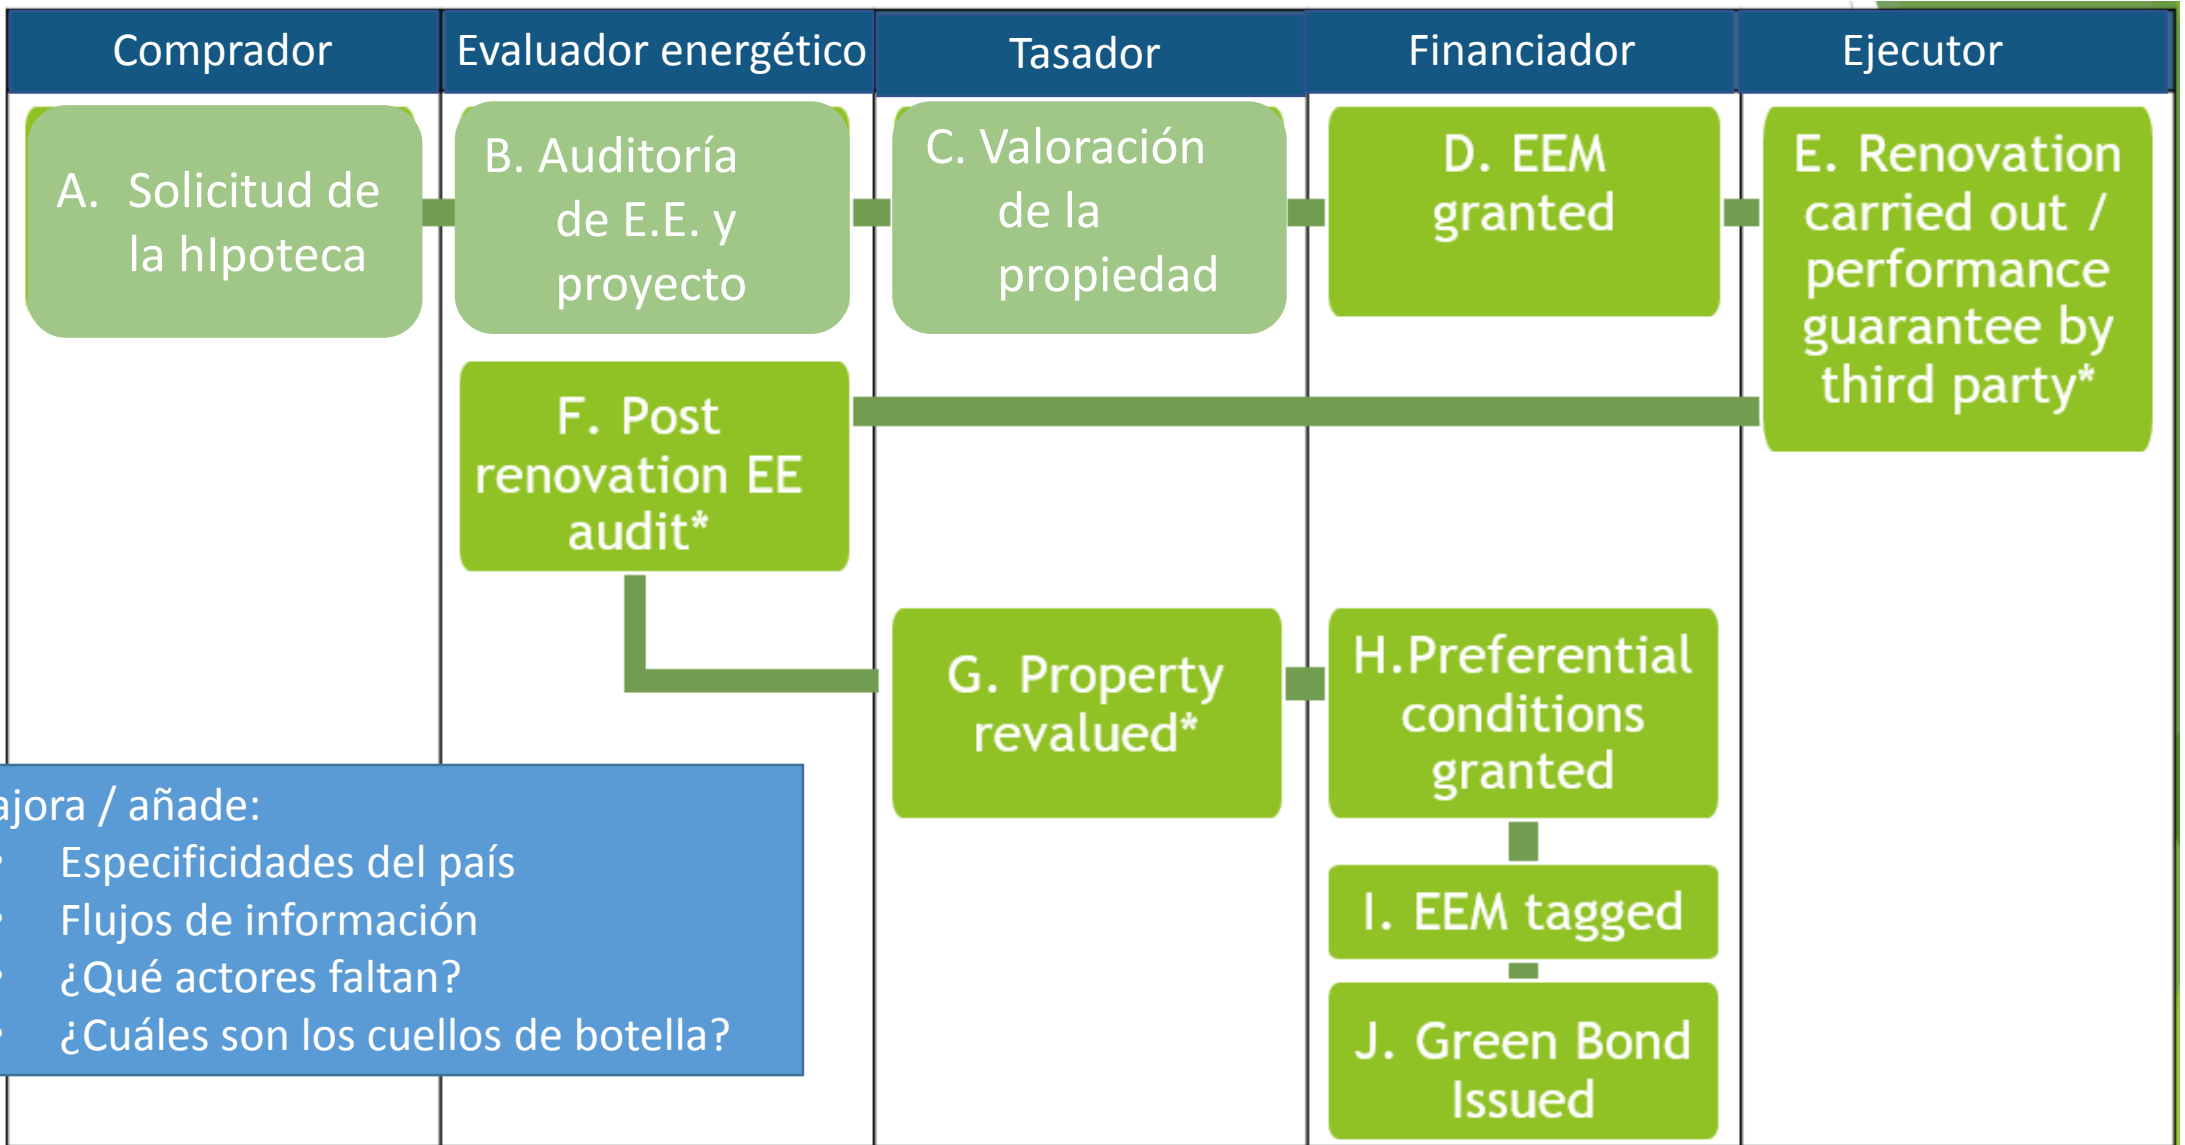 Comprador
Evaluador energético
Tasador
Financiador
Ejecutor
A. Solicitud de
la hIpoteca
B. Auditoría
de E.E. y
proyecto
C. Valoración
de la
propiedad
D. EEM
granted
E. Renovation
carried out /
performance
guarantee by
third party*
F. Post
renovation EE
audit*
G. Property
revalued*
H.Preferential
conditions
granted
I. EEM tagged
J. Green Bond
Issued
ajora / añade:
• Especificidades del país
• Flujos de información
• ¿Qué actores faltan?
• ¿Cuáles son los cuellos de botella?